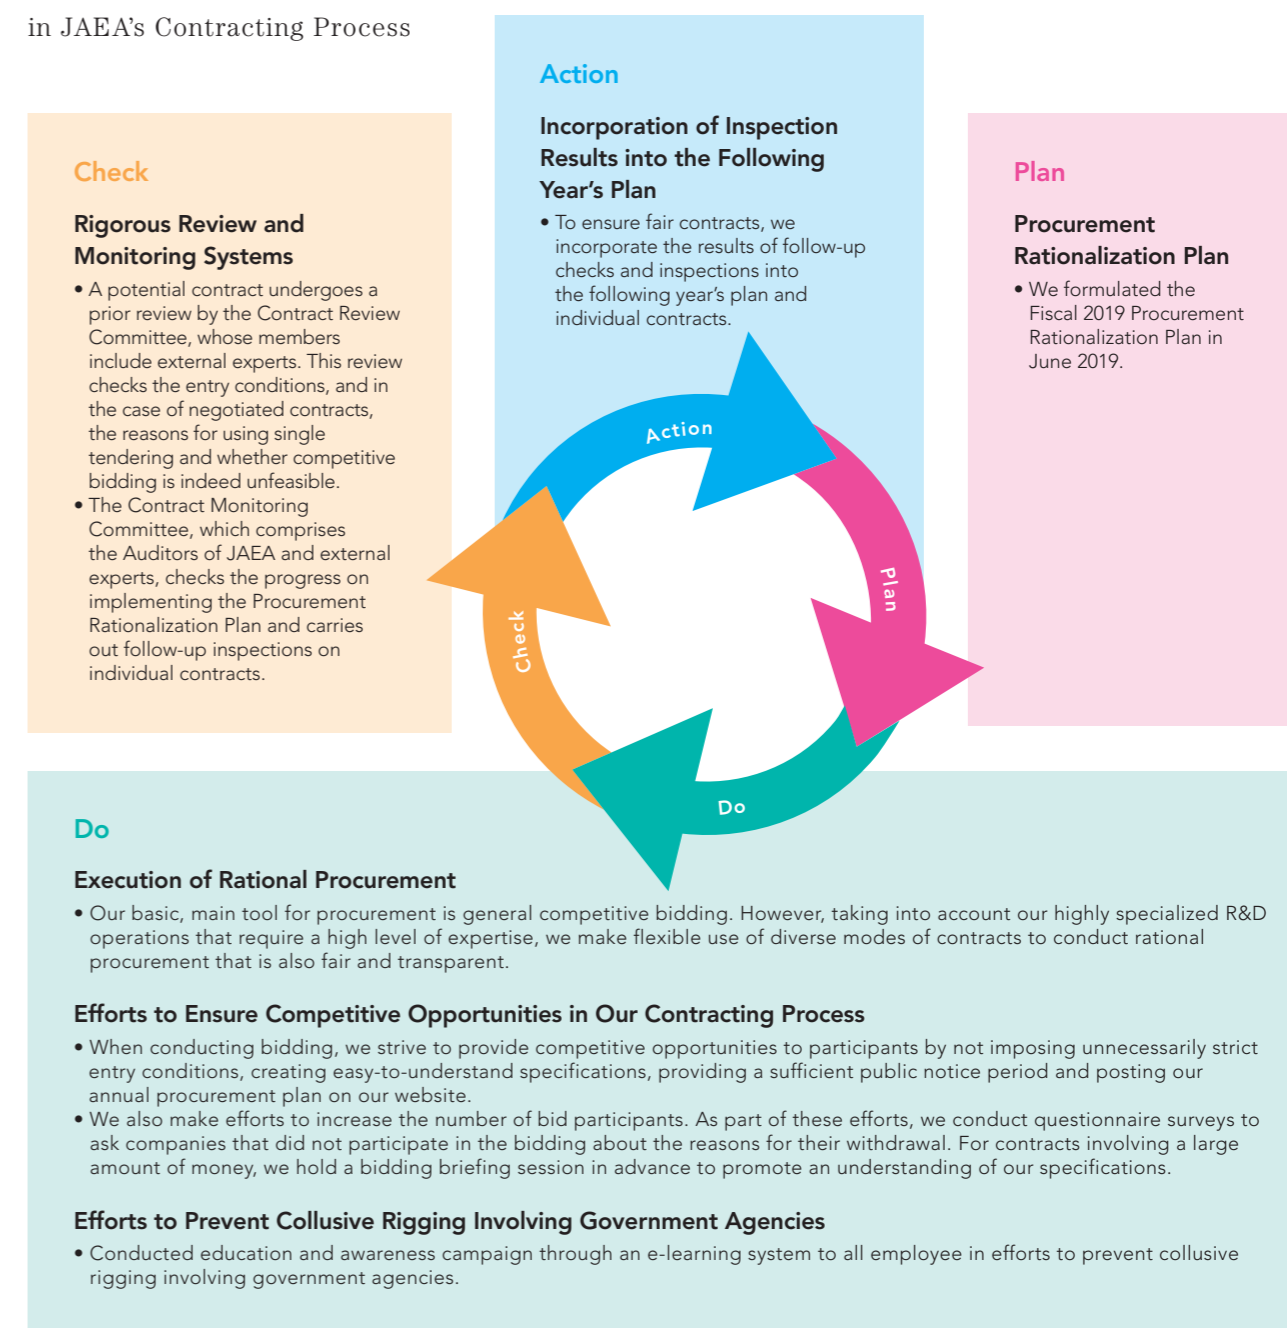 in JAEA’s Contracting Process
Action
Incorporation of Inspection
Results into the Following
Year’s Plan
• To ensure fair contracts, we
incorporate the results of follow-up
checks and inspections into
the following year’s plan and
individual contracts.
Check
Rigorous Review and
Monitoring Systems
• A potential contract undergoes a
prior review by the Contract Review
Committee, whose members
include external experts. This review
checks the entry conditions, and in
the case of negotiated contracts,
the reasons for using single
tendering and whether competitive
bidding is indeed unfeasible.
• The Contract Monitoring
Committee, which comprises
the Auditors of JAEA and external
experts, checks the progress on
implementing the Procurement
Rationalization Plan and carries
out follow-up inspections on
individual contracts.
Plan
Procurement
Rationalization Plan
• We formulated the
Fiscal 2019 Procurement
Rationalization Plan in
June 2019.
Action
Plan
Do
Check
Do
Execution of Rational Procurement
• Our basic, main tool for procurement is general competitive bidding. However, taking into account our highly specialized R&D
operations that require a high level of expertise, we make flexible use of diverse modes of contracts to conduct rational
procurement that is also fair and transparent.
Efforts to Ensure Competitive Opportunities in Our Contracting Process
• When conducting bidding, we strive to provide competitive opportunities to participants by not imposing unnecessarily strict
entry conditions, creating easy-to-understand specifications, providing a sufficient public notice period and posting our
annual procurement plan on our website.
• We also make efforts to increase the number of bid participants. As part of these efforts, we conduct questionnaire surveys to
ask companies that did not participate in the bidding about the reasons for their withdrawal. For contracts involving a large
amount of money, we hold a bidding briefing session in advance to promote an understanding of our specifications.
Efforts to Prevent Collusive Rigging Involving Government Agencies
• Conducted education and awareness campaign through an e-learning system to all employee in efforts to prevent collusive
rigging involving government agencies.